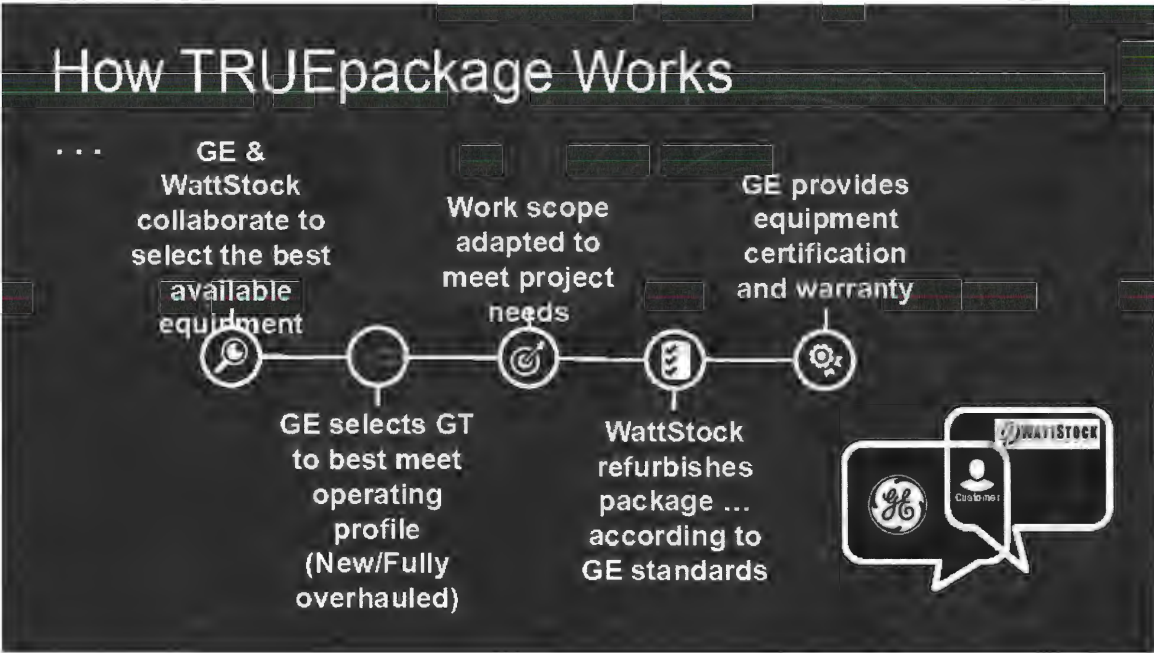 How TRUEpackage Works
...
GE &
WattStock
collaborate to
select the best
available
equipment
GE selects GT
to best meet
operating
profile
(New/Fully
overhauled)
Work scope
adapted to
meet project
needs
WattStock
refurbishes
package ...
according to
GE standards
GE provides
equipment
certification
and warranty
WATTSTOCK
GE
Customer